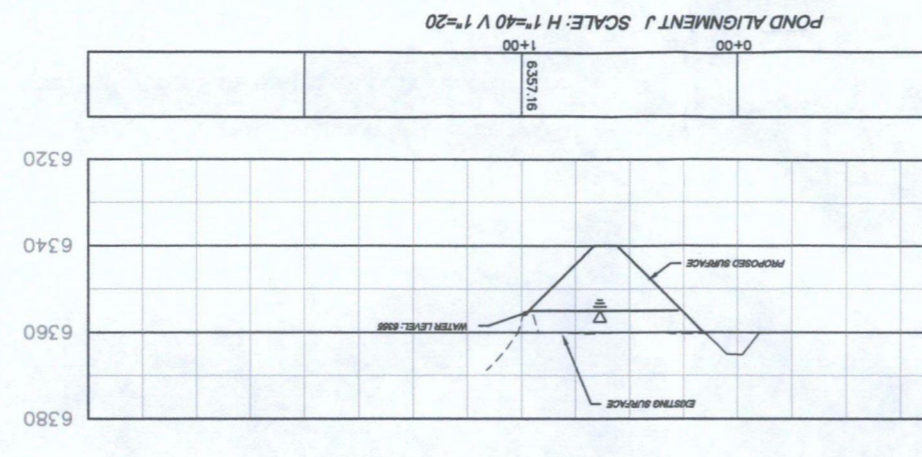 6380
EXISTING SURFACE
6360
WATER LEVEL:
PROPOSED SURFACE
6340
6320
6357.16
0+00
1+00
POND ALIGNMENT J SCALE: H 1"=40 V 1"=20